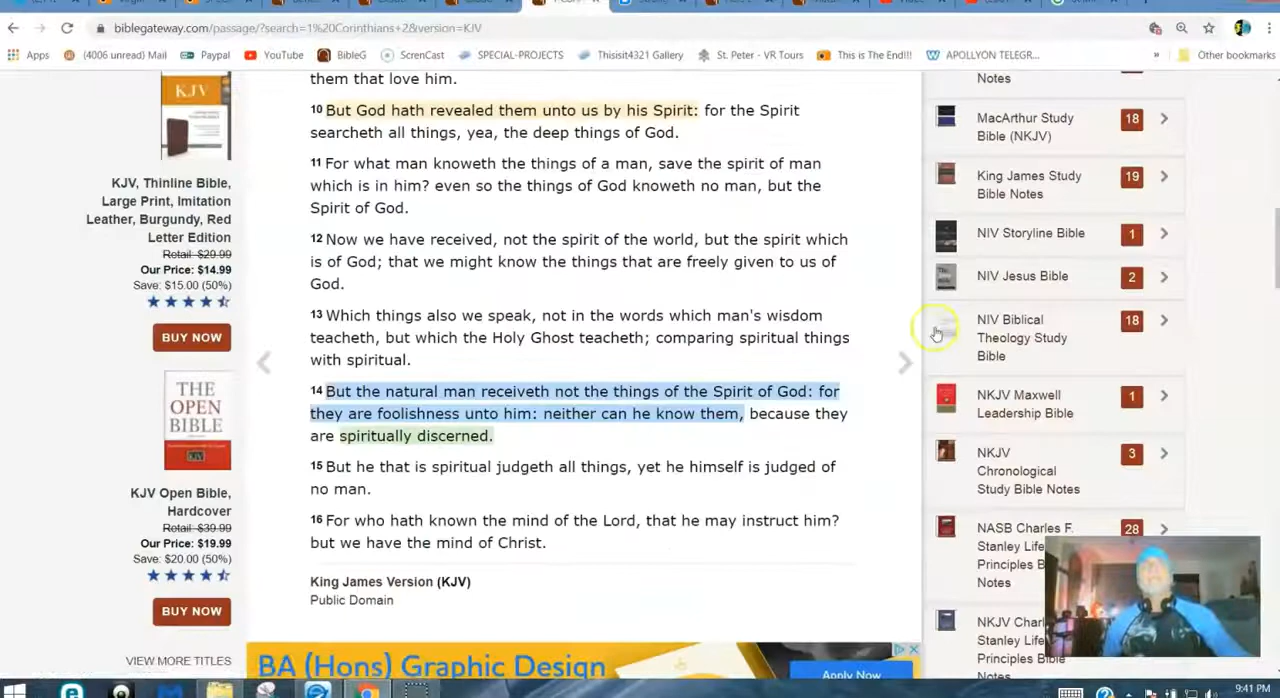 biblegateway.com/passage/?search=1%20Corinthians+2&version=KJV
Apps
(4006 unread) Mail
Paypal
YouTube
BibleG
ScrenCast
SPECIAL-PROJECTS
Thisisit4321 Gallery
St. Peter - VR Tours
This is The End!!!
APOLLYON TELEGR...
»
Other bookmarks
KJV
KJV, Thinline Bible,
Large Print, Imitation
Leather, Burgundy, Red
Letter Edition
Retail: $29.99
Our Price: $14.99
Save: $15.00 (50%)
BUY NOW
THE
OPEN
BIBLE
KJV
KJV Open Bible,
Hardcover
Retail: $39.99
Our Price: $19.99
Save: $20.00 (50%)
BUY NOW
VIEW MORE TITLES
them that love him.
10 But God hath revealed them unto us by his Spirit: for the Spirit
searcheth all things, yea, the deep things of God.
11 For what man knoweth the things of a man, save the spirit of man
which is in him? even so the things of God knoweth no man, but the
Spirit of God.
12 Now we have received, not the spirit of the world, but the spirit which
is of God; that we might know the things that are freely given to us of
God.
13 Which things also we speak, not in the words which man's wisdom
teacheth, but which the Holy Ghost teacheth; comparing spiritual things
with spiritual.
14 But the natural man receiveth not the things of the Spirit of God: for
they are foolishness unto him: neither can he know them, because they
are spiritually discerned.
15 But he that is spiritual judgeth all things, yet he himself is judged of
no man.
16 For who hath known the mind of the Lord, that he may instruct him?
but we have the mind of Christ.
King James Version (KJV)
Public Domain
BA (Hons) Graphic Design
Apply Now
Notes
MacArthur Study
Bible (NKJV)
18
King James Study
Bible Notes
19
NIV Storyline Bible
1
NIV Jesus Bible
2
NIV Biblical
Theology Study
Bible
18
NKJV Maxwell
Leadership Bible
1
NKJV
Chronological
Study Bible Notes
3
NASB Charles F.
Stanley Life
Principles B
Notes
28
NKJV Charl
Stanley Life
Principles Bible
9:41 PM